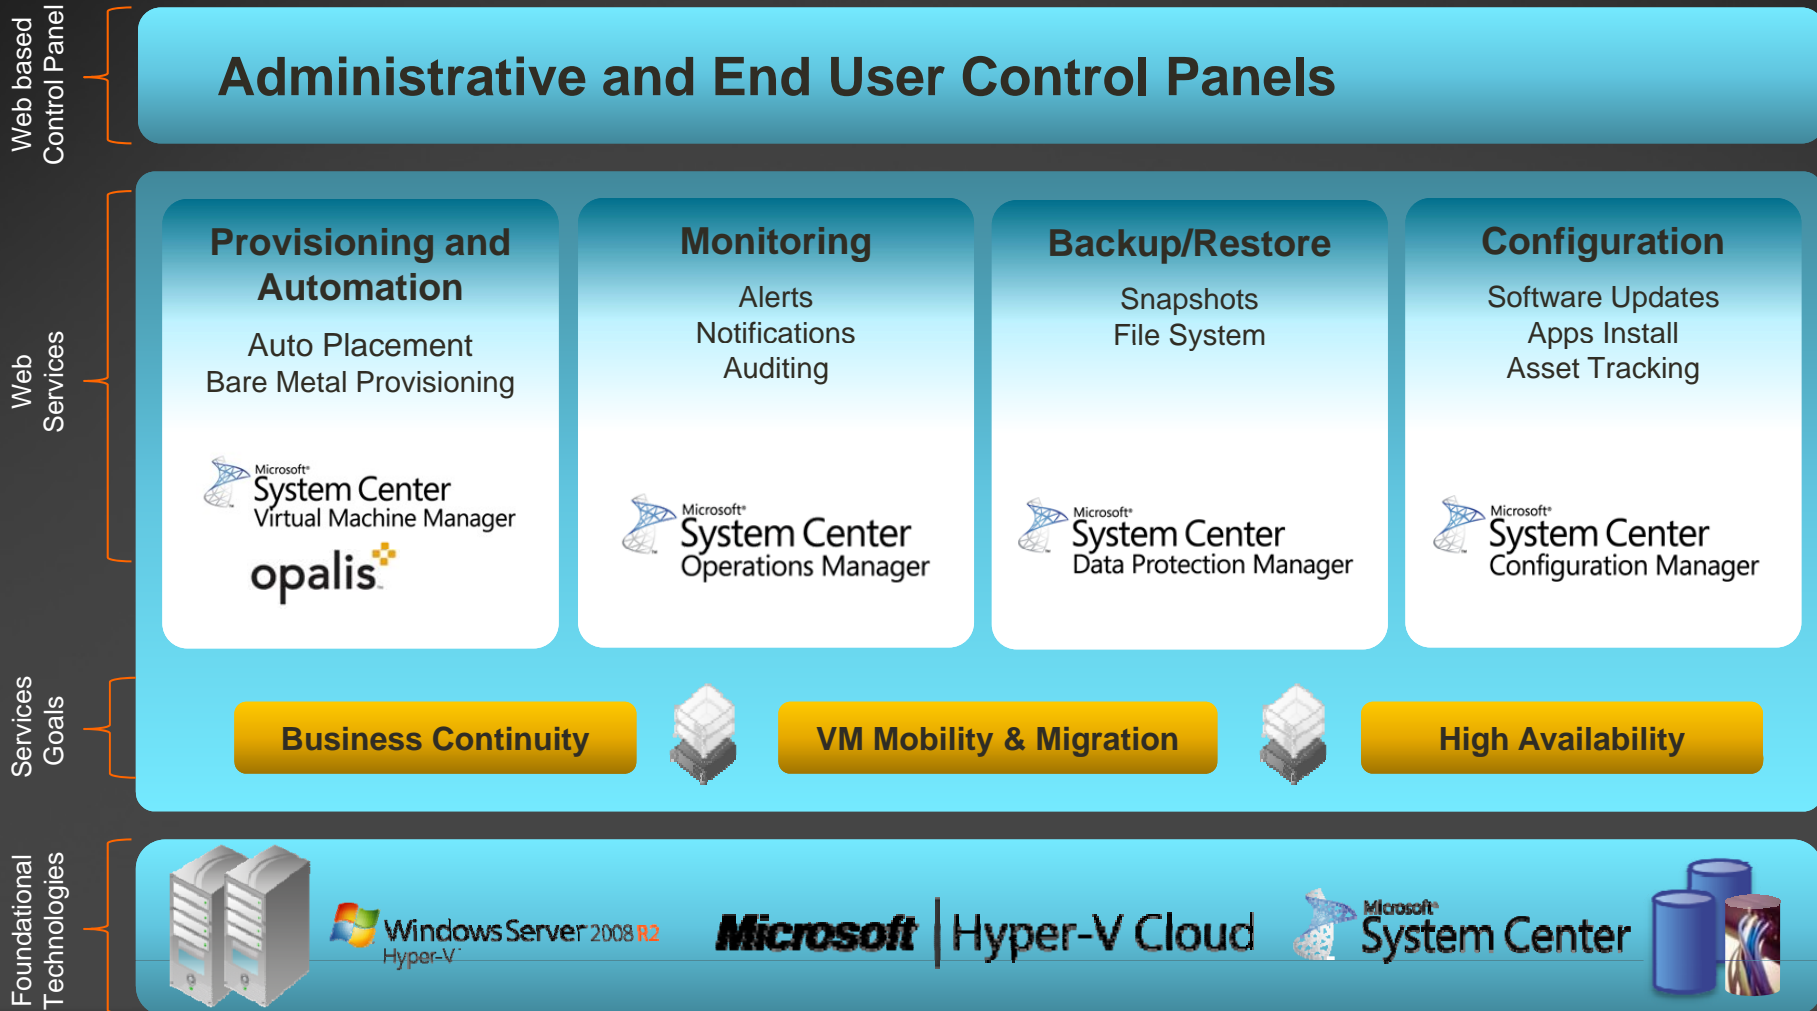 Web based
Control Panel
Administrative and End User Control Panels
Web
Services
Provisioning and
Automation
Auto Placement
Bare Metal Provisioning
Microsoft®
System Center
Virtual Machine Manager
opalis™
Monitoring
Alerts
Notifications
Auditing
Microsoft®
System Center
Operations Manager
Backup/Restore
Snapshots
File System
Microsoft®
System Center
Data Protection Manager
Configuration
Software Updates
Apps Install
Asset Tracking
Microsoft®
System Center
Configuration Manager
Services
Goals
Business Continuity
VM Mobility & Migration
High Availability
Foundational
Technologies
Windows Server 2008 R2
Hyper-V™
Microsoft | Hyper-V Cloud
Microsoft®
System Center